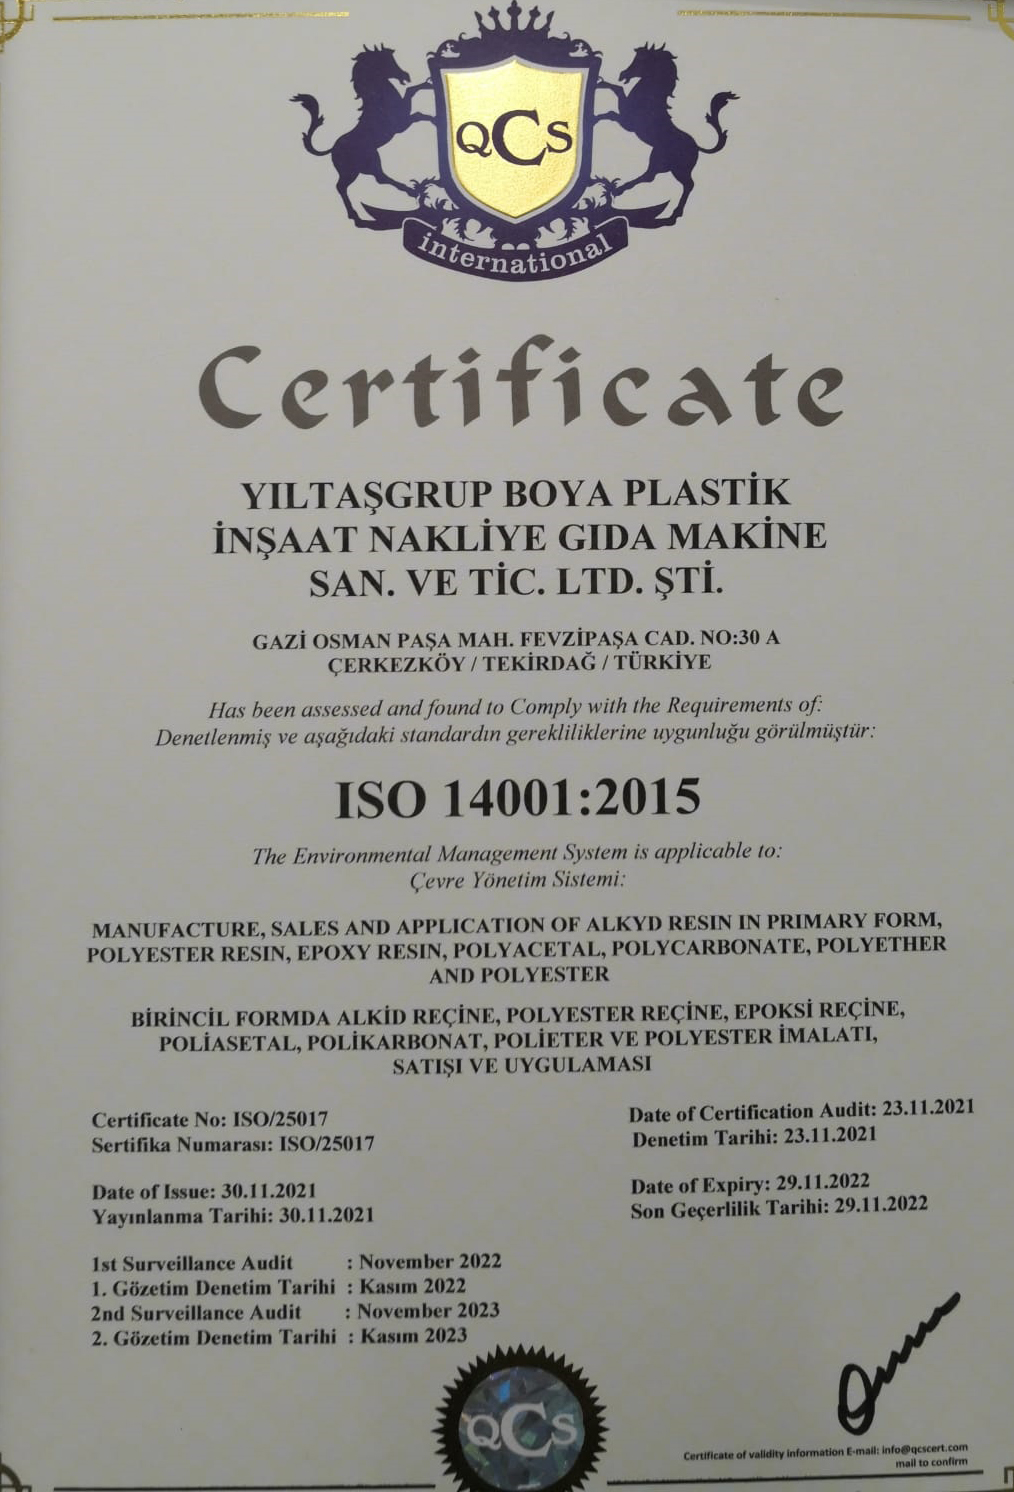 QCS
international
Certificate
YILTAŞGRUP BOYA PLASTİK
İNŞAAT NAKLİYE GIDA MAKİNE
SAN. VE TİC. LTD. ŞTİ.
GAZİ OSMAN PAŞA MAH. FEVZİPAŞA CAD. NO:30 A
ÇERKEZKÖY / TEKİRDAĞ / TÜRKİYE
Has been assessed and found to Comply with the Requirements of:
Denetlenmiş ve aşağıdaki standardın gerekliliklerine uygunluğu görülmüştür:
ISO 14001:2015
The Environmental Management System is applicable to:
Çevre Yönetim Sistemi:
MANUFACTURE, SALES AND APPLICATION OF ALKYD RESIN IN PRIMARY FORM,
POLYESTER RESIN, EPOXY RESIN, POLYACETAL, POLYCARBONATE, POLYETHER
AND POLYESTER
BİRİNCİL FORMDA ALKİD REÇİNE, POLYESTER REÇİNE, EPOKSİ REÇİNE,
POLİASETAL, POLİKARBONAT, POLİETER VE POLYESTER İMALATI,
SATIŞI VE UYGULAMASI
Certificate No: ISO/25017
Sertifika Numarası: ISO/25017
Date of Certification Audit: 23.11.2021
Denetim Tarihi: 23.11.2021
Date of Issue: 30.11.2021
Yayınlanma Tarihi: 30.11.2021
Date of Expiry: 29.11.2022
Son Geçerlilik Tarihi: 29.11.2022
1st Surveillance Audit : November 2022
1. Gözetim Denetim Tarihi : Kasım 2022
2nd Surveillance Audit : November 2023
2. Gözetim Denetim Tarihi : Kasım 2023
QCS
Certificate of validity information E-mail: info@qcscert.com
mail to confirm